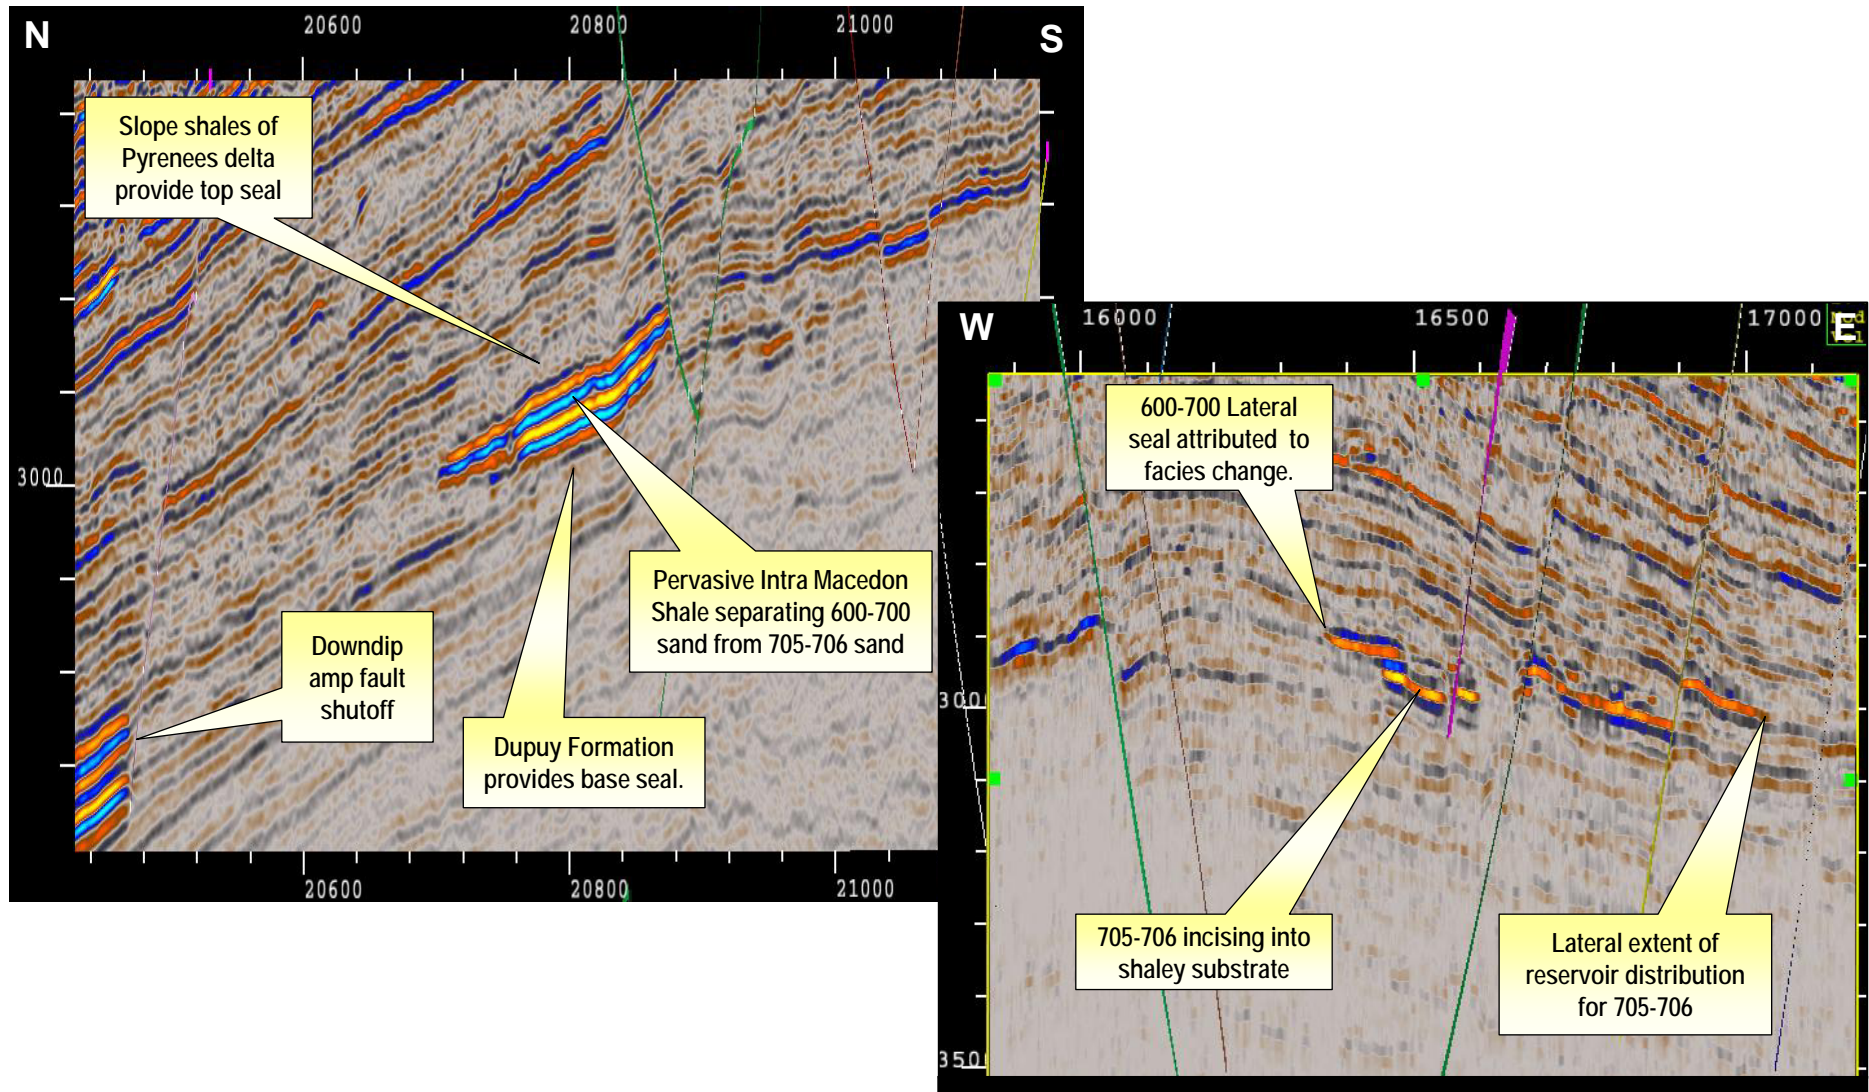 N
20600
20800
21000
S
Slope shales of
Pyrenees delta
provide top seal
3000
Pervasive Intra Macedon
Shale separating 600-700
sand from 705-706 sand
Downdip
amp fault
shutoff
Dupuy Formation
provides base seal.
20600
20800
21000
W
16000
16500
17000
E
600-700 Lateral
seal attributed to
facies change.
705-706 incising into
shaley substrate
Lateral extent of
reservoir distribution
for 705-706